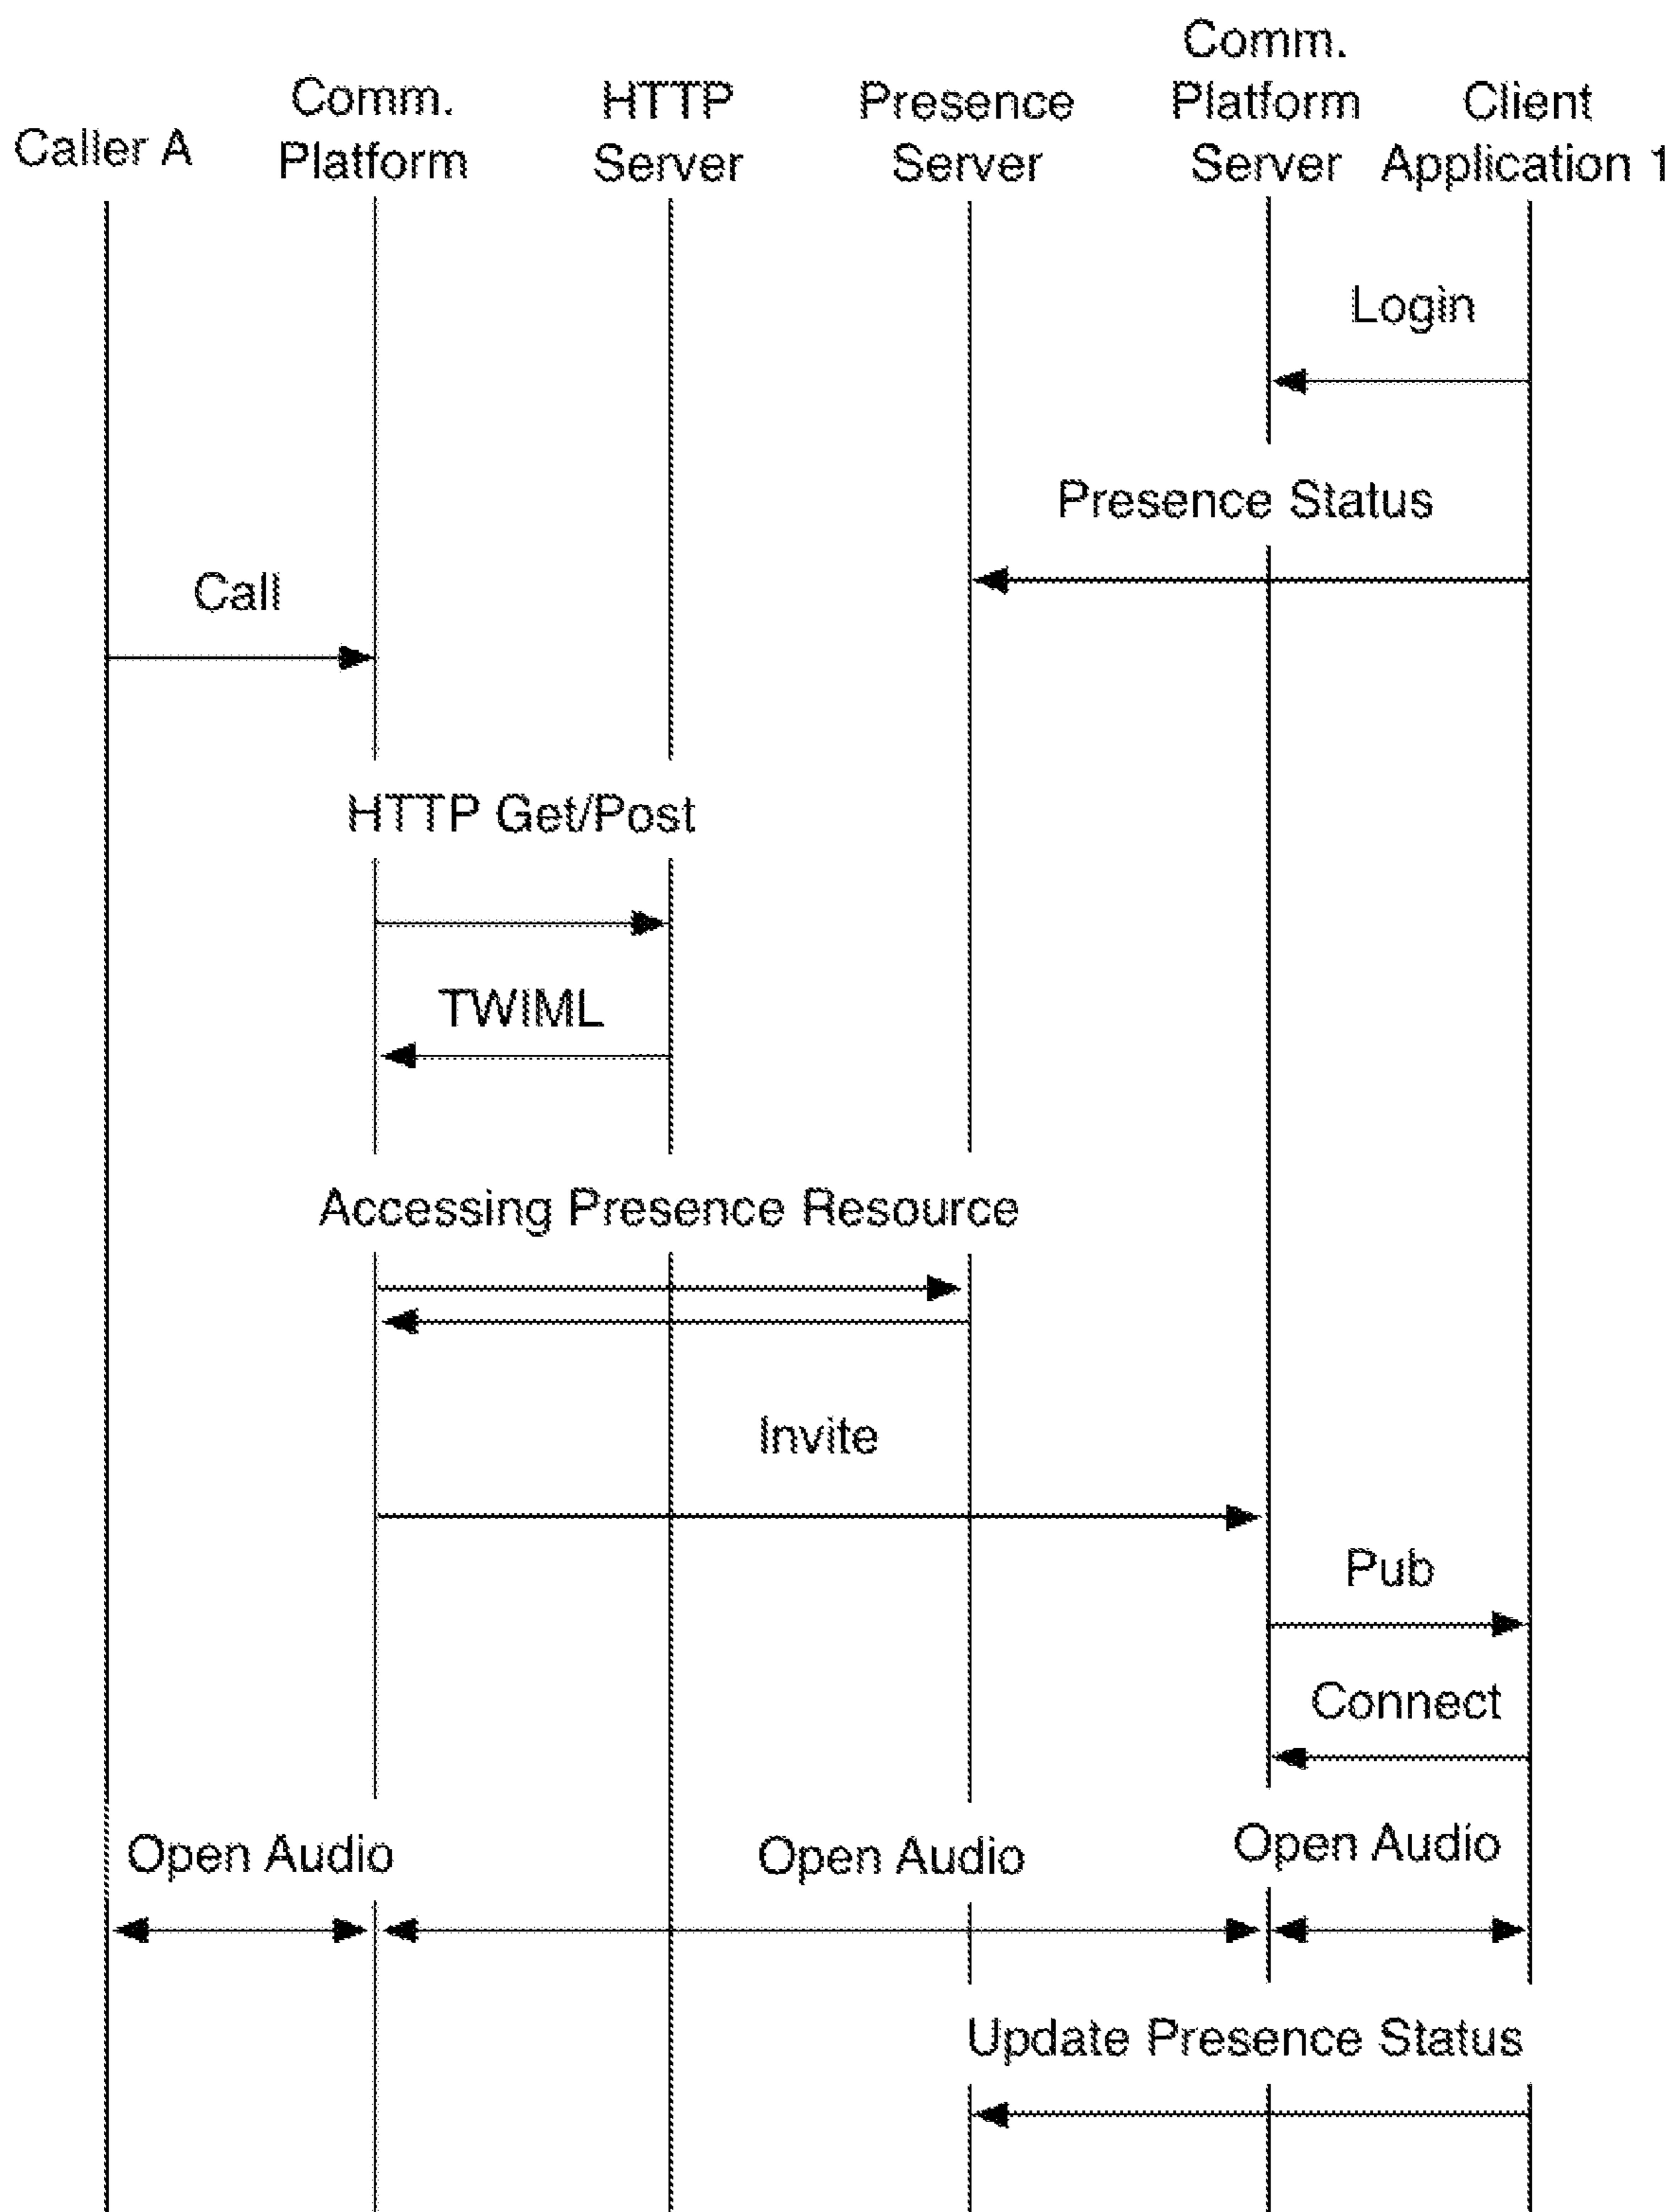 Caller A
Comm.
Platform
HTTP
Server
Presence
Server
Comm.
Platform
Server
Client
Application 1
Login
Presence Status
Call
HTTP Get/Post
TWIML
Accessing Presence Resource
Invite
Pub
Connect
Open Audio
Open Audio
Open Audio
Update Presence Status